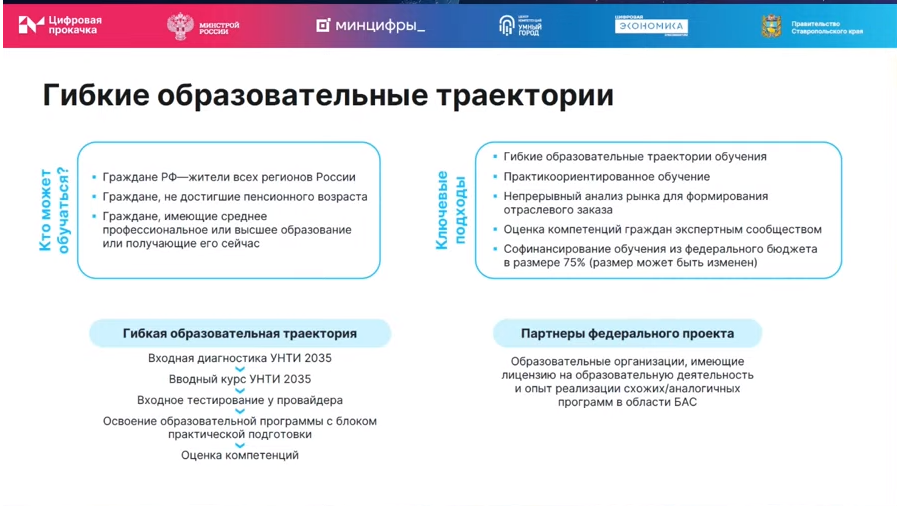 Цифровая
прокачка
МИНСТРОЙ
РОССИИ
минцифры_
ЦЕНТР
КОМПЕТЕНЦИЙ
УМНЫЙ
ГОРОД
ЦИФРОВАЯ
ЭКОНОМИКА
Правительство
Ставропольского края
Гибкие образовательные траектории
Кто может
обучаться?
Граждане РФ—жители всех регионов России
Граждане, не достигшие пенсионного возраста
Граждане, имеющие среднее
профессиональное или высшее образование
или получающие его сейчас
Ключевые
подходы
Гибкие образовательные траектории обучения
Практикоориентированное обучение
Непрерывный анализ рынка для формирования
отраслевого заказа
Оценка компетенций граждан экспертным сообществом
Софинансирование обучения из федерального бюджета
в размере 75% (размер может быть изменен)
Гибкая образовательная траектория
Входная диагностика УНТИ 2035
Вводный курс УНТИ 2035
Входное тестирование у провайдера
Освоение образовательной программы с блоком
практической подготовки
Оценка компетенций
Партнеры федерального проекта
Образовательные организации, имеющие
лицензию на образовательную деятельность
и опыт реализации схожих/аналогичных
программ в области БАС